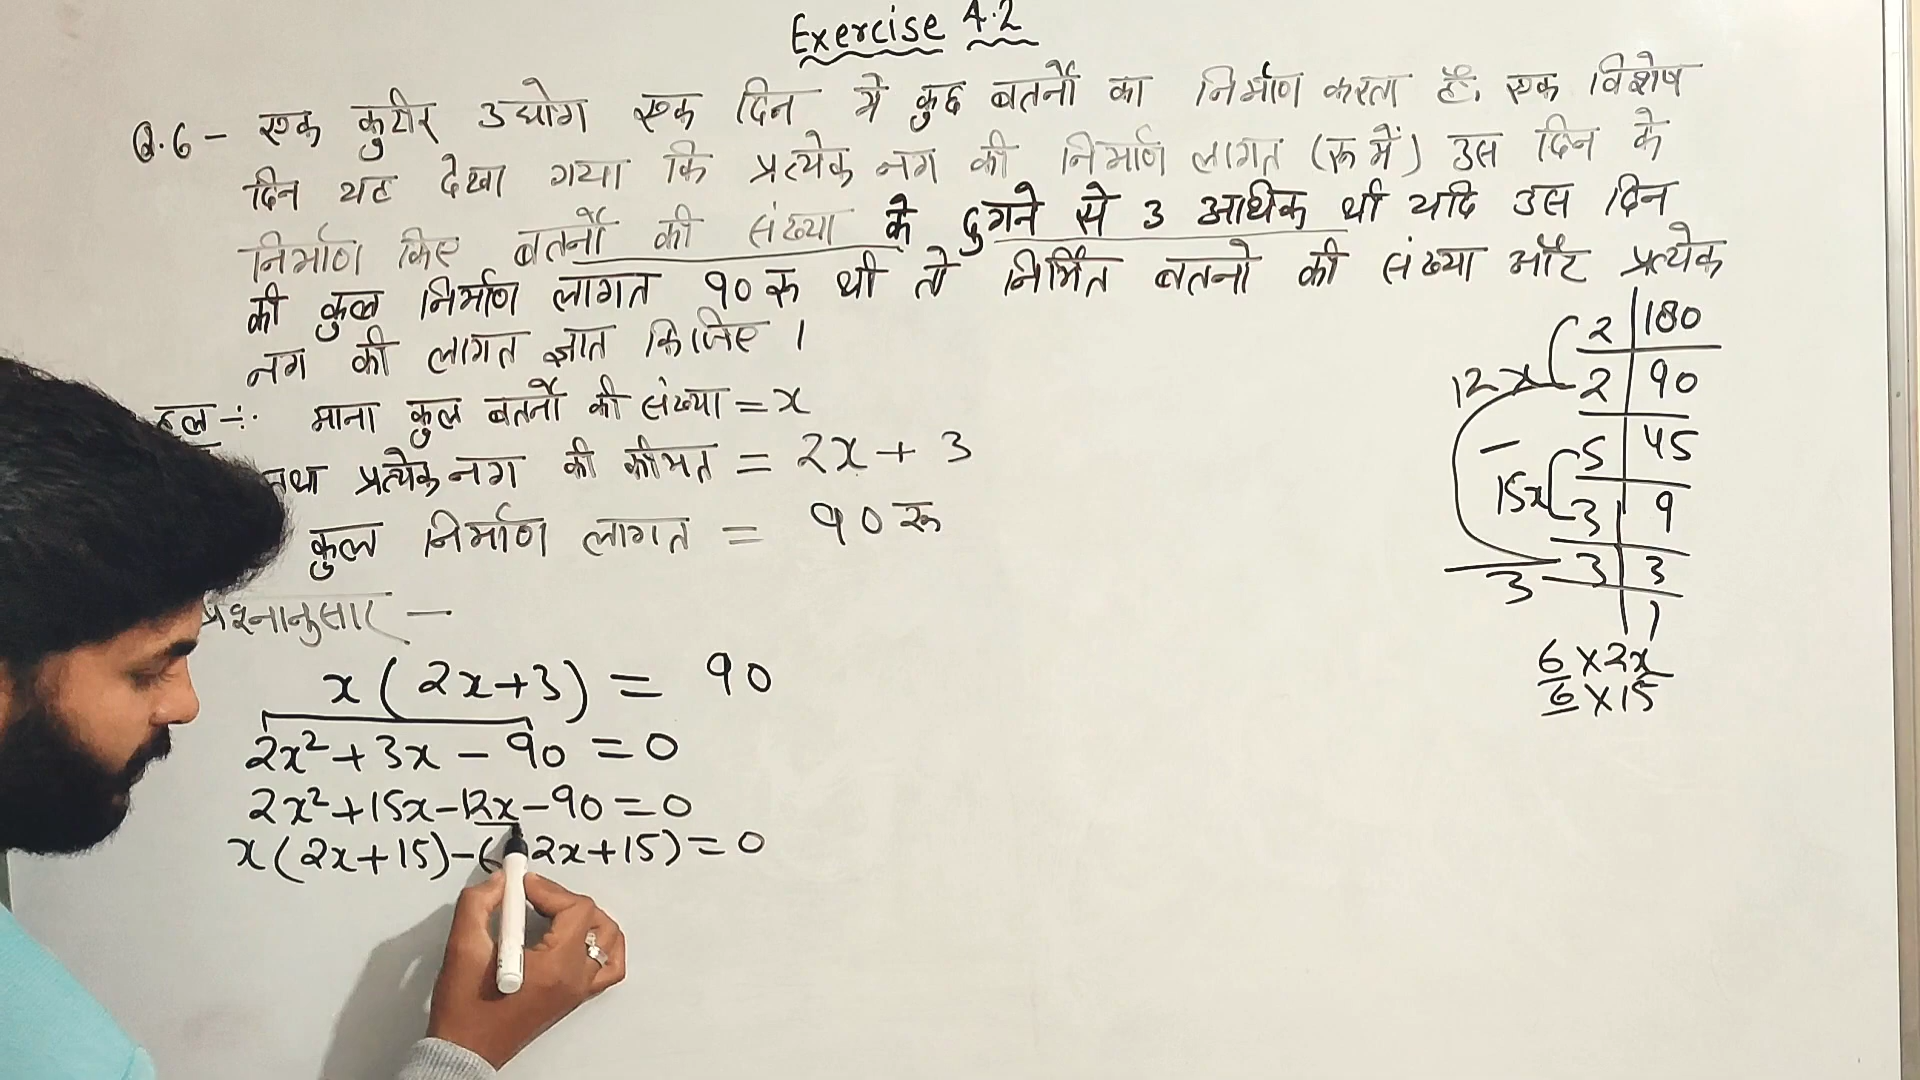 Exercise 4.2
Q.6 - एक कुटीर उद्योग एक दिन मे कुछ बर्तनों का निर्माण करता है, एक विशेष
दिन यह देखा गया कि प्रत्येक नग की निर्माण लागत (रू में) उस दिन के
निर्माण किए बर्तनों की संख्या के दुगने से 3 अधिक थी यदि उस दिन
की कुल निर्माण लागत 90 रू थी तो निर्मित बर्तनो की संख्या और प्रत्येक
नग की लागत ज्ञात किजिए ।
हल ÷ माना कुल बर्तनों की संख्या = x
तथा प्रत्येक नग की कीमत = 2x + 3
कुल निर्माण लागत = 90 रू
प्रश्नानुसार -
x ( 2x+3 ) = 90
2x² + 3x - 90 = 0
2x² + 15x - 12x - 90 = 0
x ( 2x + 15 ) - ( 2x + 15 ) = 0
2 | 180
12x 2 | 90
- 5 | 45
15x 3 | 9
3 3 | 3
1
6 × 2x
6 × 15